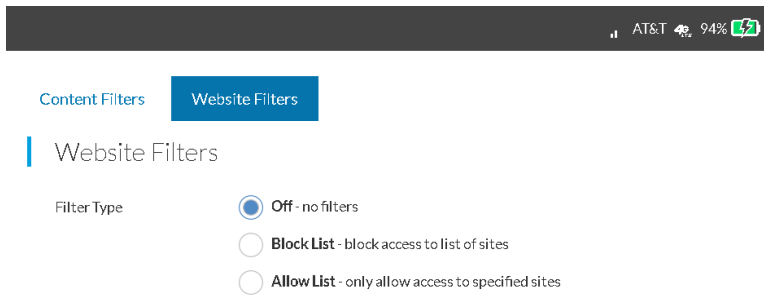 AT&T 4G LTE 94%
Content Filters Website Filters
Website Filters
Filter Type
Off - no filters
Block List - block access to list of sites
Allow List - only allow access to specified sites